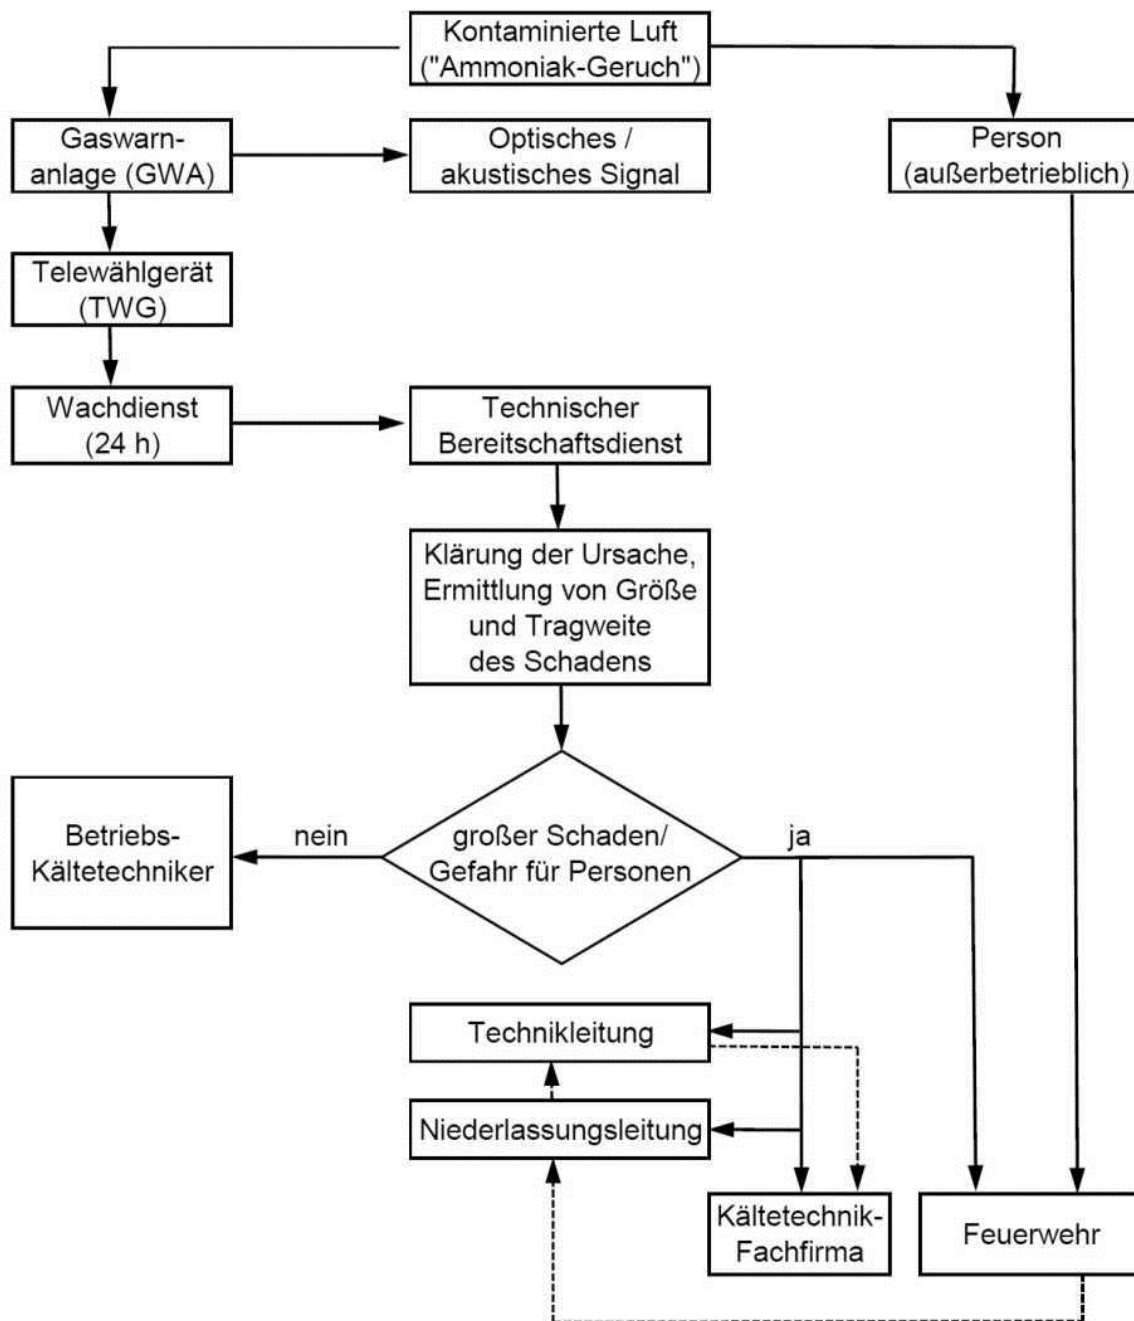 Kontaminierte Luft
("Ammoniak-Geruch")
Gaswarn-
anlage (GWA)
Optisches /
akustisches Signal
Person
(außerbetrieblich)
Telewählgerät
(TWG)
Wachdienst
(24 h)
Technischer
Bereitschaftsdienst
Klärung der Ursache,
Ermittlung von Größe
und Tragweite
des Schadens
Betriebs-
Kältetechniker
nein
großer Schaden/
Gefahr für Personen
ja
Technikleitung
Niederlassungsleitung
Kältetechnik-
Fachfirma
Feuerwehr